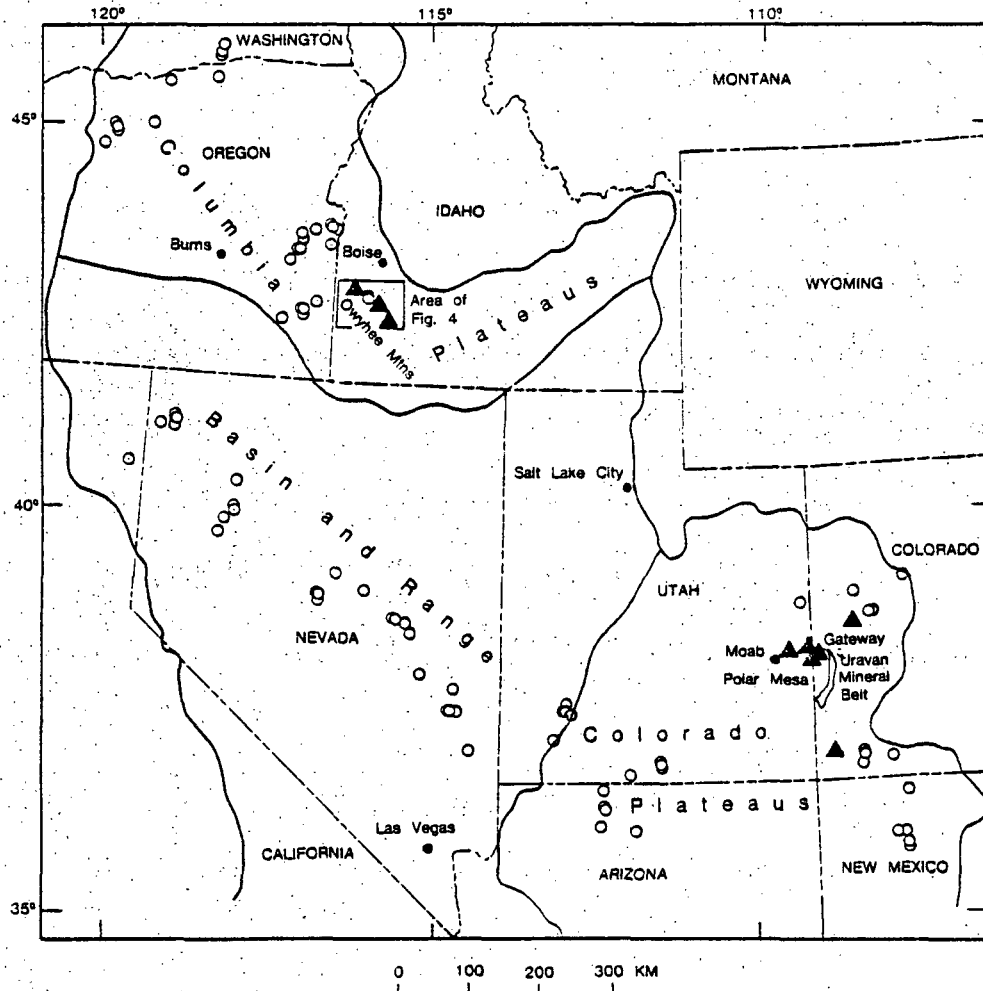 120° 115° 110°
WASHINGTON
MONTANA
45°
OREGON
Columbia
IDAHO
Burns
Boise
WYOMING
Area of
Fig. 4
Owyhee Mtns
Plateaus
Basin and Range
Salt Lake City
40°
COLORADO
UTAH
NEVADA
Moab
Gateway
Polar Mesa
Uravan
Mineral
Belt
Colorado
Plateaus
Las Vegas
CALIFORNIA
ARIZONA
NEW MEXICO
35°
0 100 200 300 KM